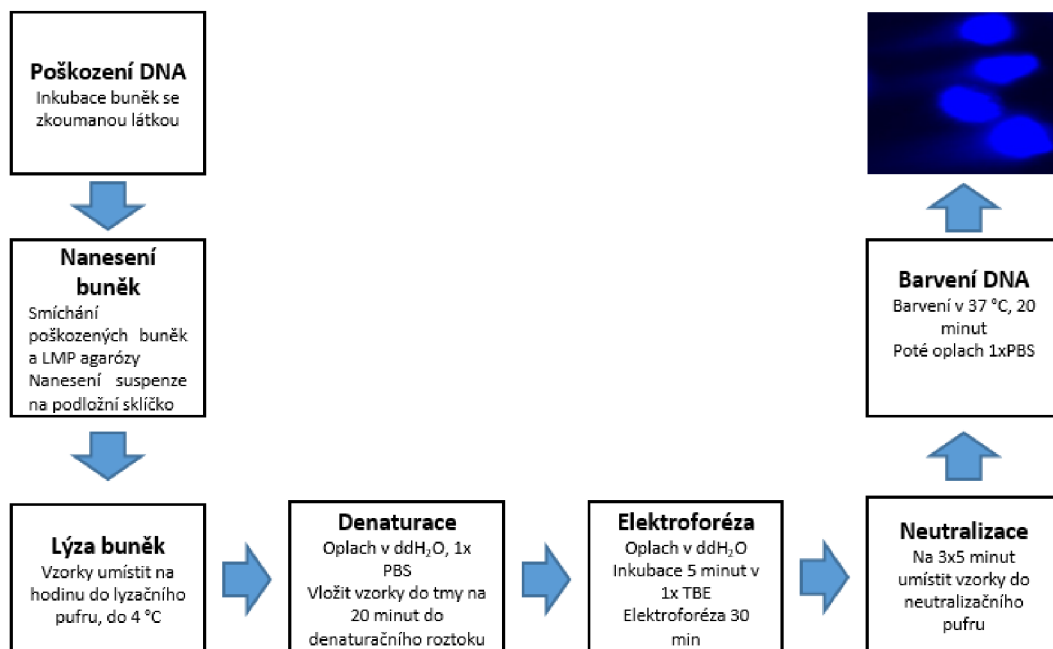 Poškození DNA
Inkubace buněk se
zkoumanou látkou
Nanesení
buněk
Smíchání
poškozených buněk
a LMP agarózy
Nanesení suspenze
na podložní sklíčko
Lýza buněk
Vzorky umístit na
hodinu do lyzačního
pufru, do 4 °C
Denaturace
Oplach v ddH₂O, 1x
PBS
Vložit vzorky do tmy na
20 minut do
denaturačního roztoku
Elektroforéza
Oplach v ddH₂O
Inkubace 5 minut v
1x TBE
Elektroforéza 30
min
Neutralizace
Na 3x5 minut
umístit vzorky do
neutralizačního
pufru
Barvení DNA
Barvení v 37 °C, 20
minut
Poté oplach 1xPBS